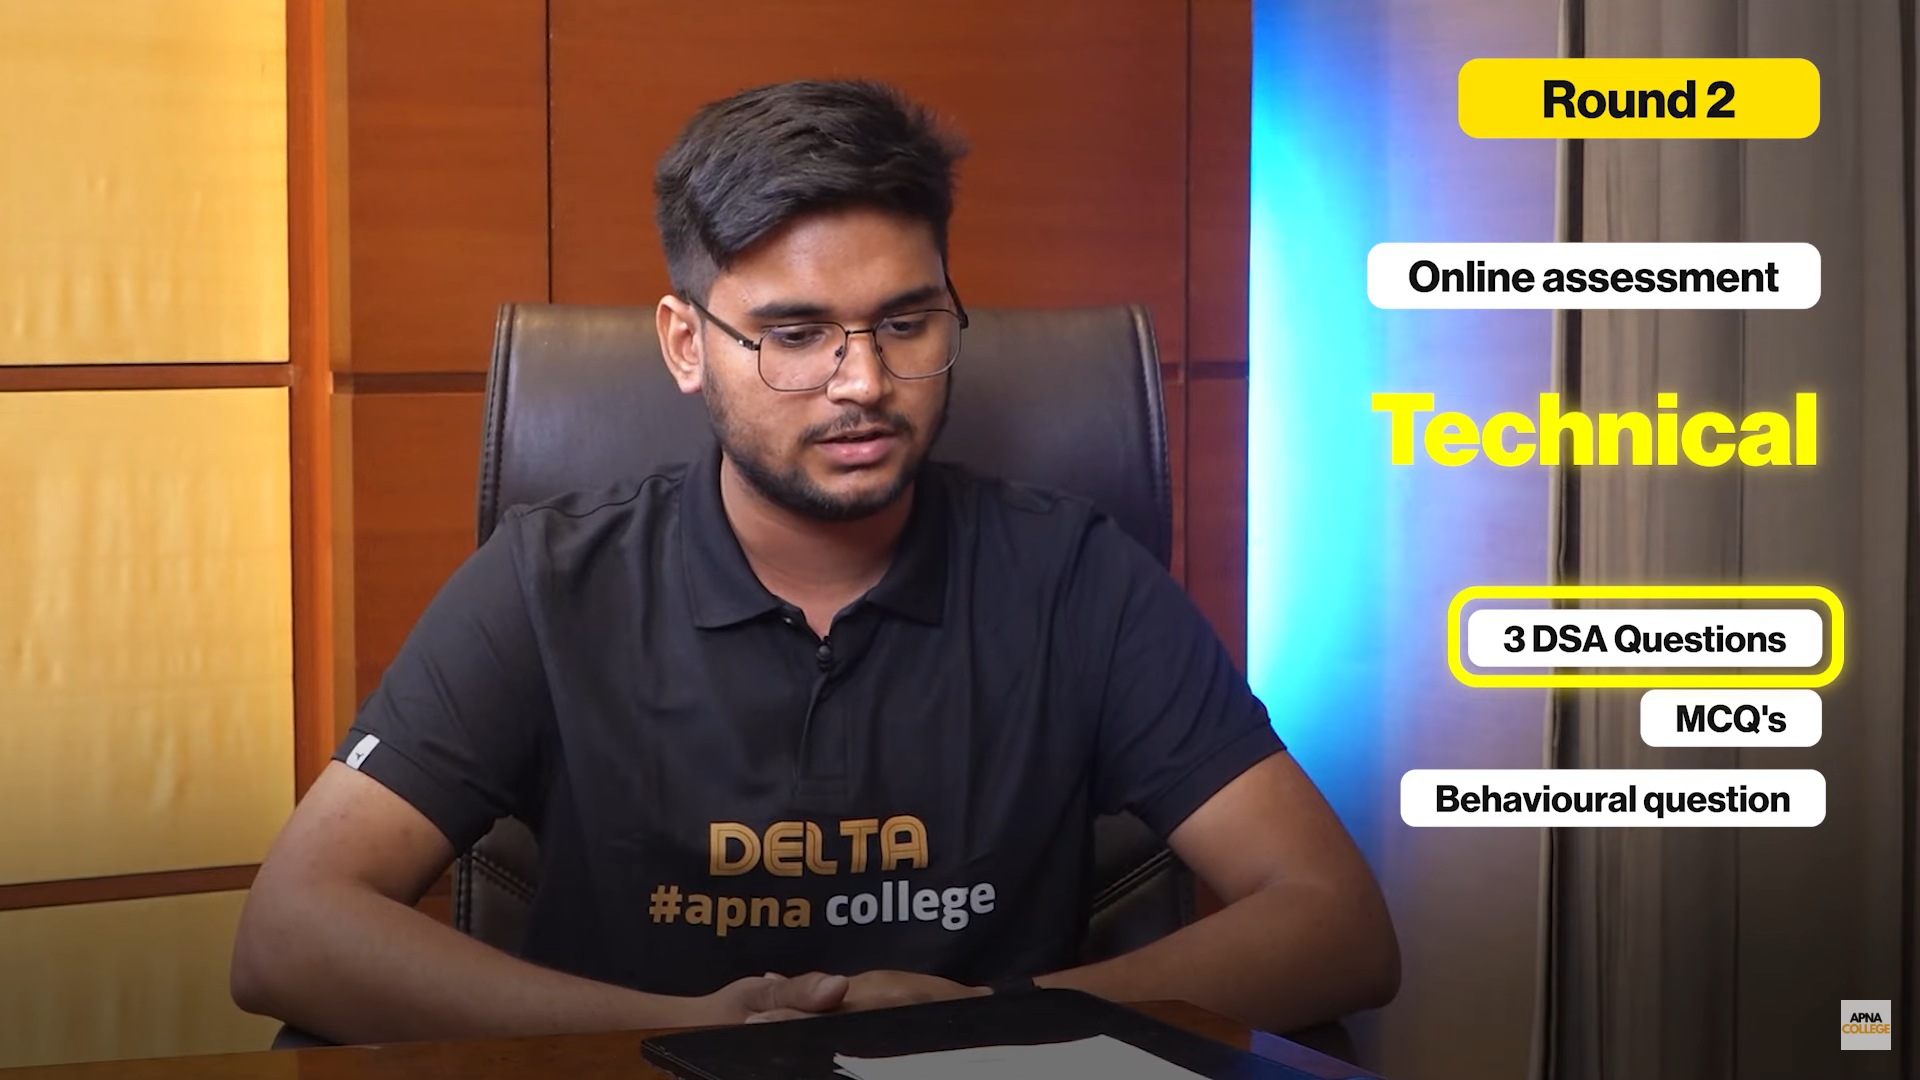 Round 2
Online assessment
Technical
3 DSA Questions
MCQ's
Behavioural question
DELTA
#apna college
APNA
COLLEGE